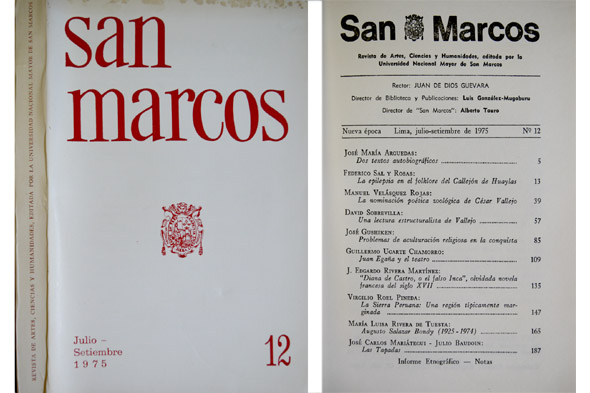 REVISTA DE ARTES, CIENCIAS Y HUMANIDADES, EDITADA POR LA UNIVERSIDAD NACIONAL MAYOR DE SAN MARCOS
san
marcos
Julio -
Setiembre
1975
12
San Marcos
Revista de Artes, Ciencias y Humanidades, editada por la
Universidad Nacional Mayor de San Marcos
Rector: JUAN DE DIOS GUEVARA
Director de Biblioteca y Publicaciones: Luis González-Mugaburu
Director de "San Marcos": Alberto Tauro
Nueva época Lima, julio-setiembre de 1975 Nº 12
JOSÉ MARÍA ARGUEDAS:
Dos textos autobiográficos 5
FEDERICO SAL Y ROSAS:
La epilepsia en el folklore del Callejón de Huaylas 13
MANUEL VELÁSQUEZ ROJAS:
La nominación poética zoológica de César Vallejo 39
DAVID SOBREVILLA:
Una lectura estructuralista de Vallejo 57
JOSÉ GUSHIKEN:
Problemas de aculturación religiosa en la conquista 85
GUILLERMO UGARTE CHAMORRO:
Juan Egaña y el teatro 109
J. EDGARDO RIVERA MARTÍNEZ:
"Diana de Castro, o el falso Inca", olvidada novela
francesa del siglo XVII 135
VIRGILIO ROEL PINEDA:
La Sierra Peruana: Una región típicamente mar-
ginada 147
MARÍA LUISA RIVERA DE TUESTA:
Augusto Salazar Bondy (1925-1974) 165
JOSÉ CARLOS MARIÁTEGUI - JULIO BAUDOIN:
Las Tapadas 187
Informe Etnográfico — Notas